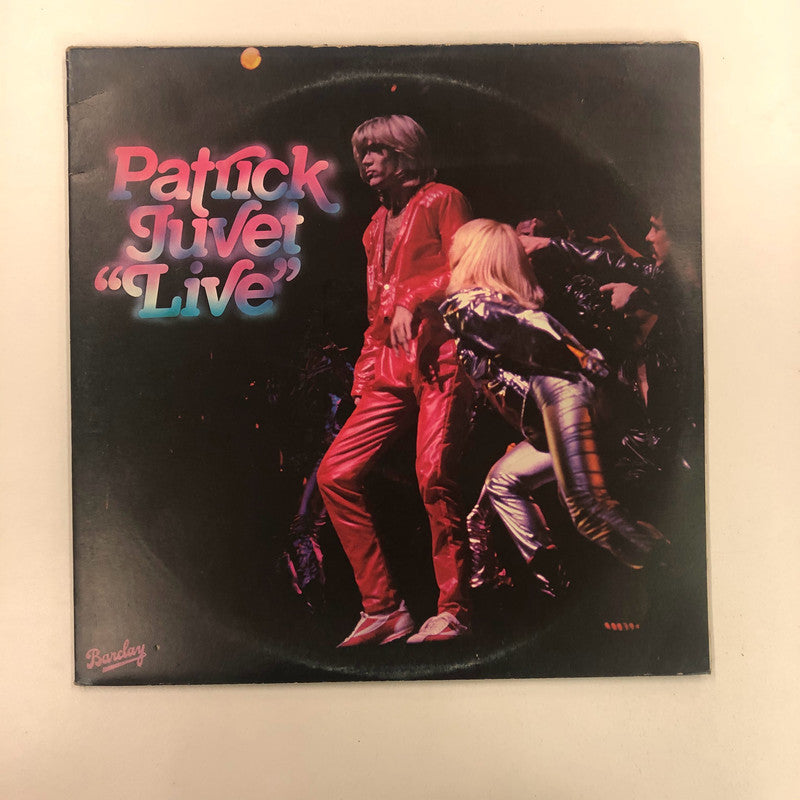 Patrick
Juvet
“Live”
Barclay